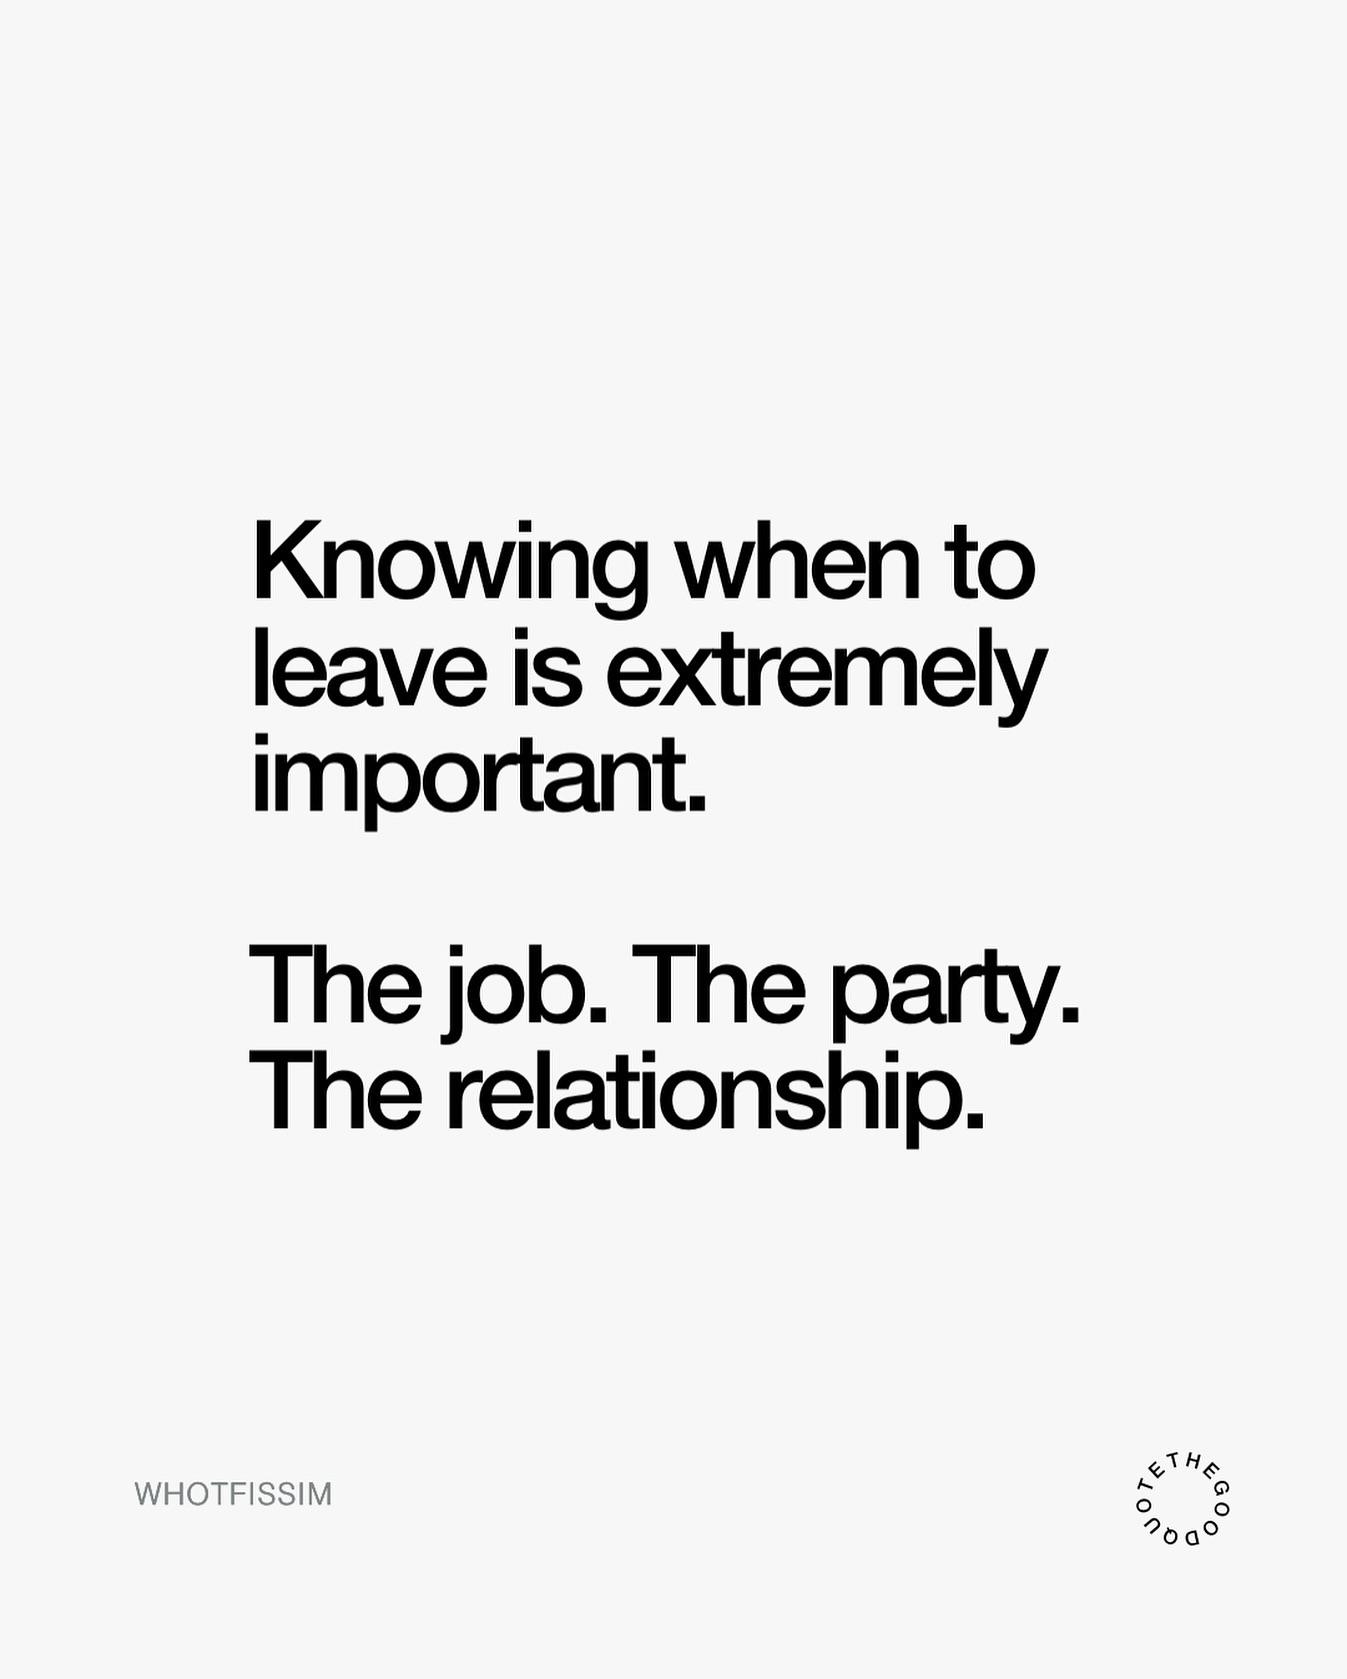 Knowing when to
leave is extremely
important.
The job. The party.
The relationship.
WHOTFISSIM
THEGOODQUOTE